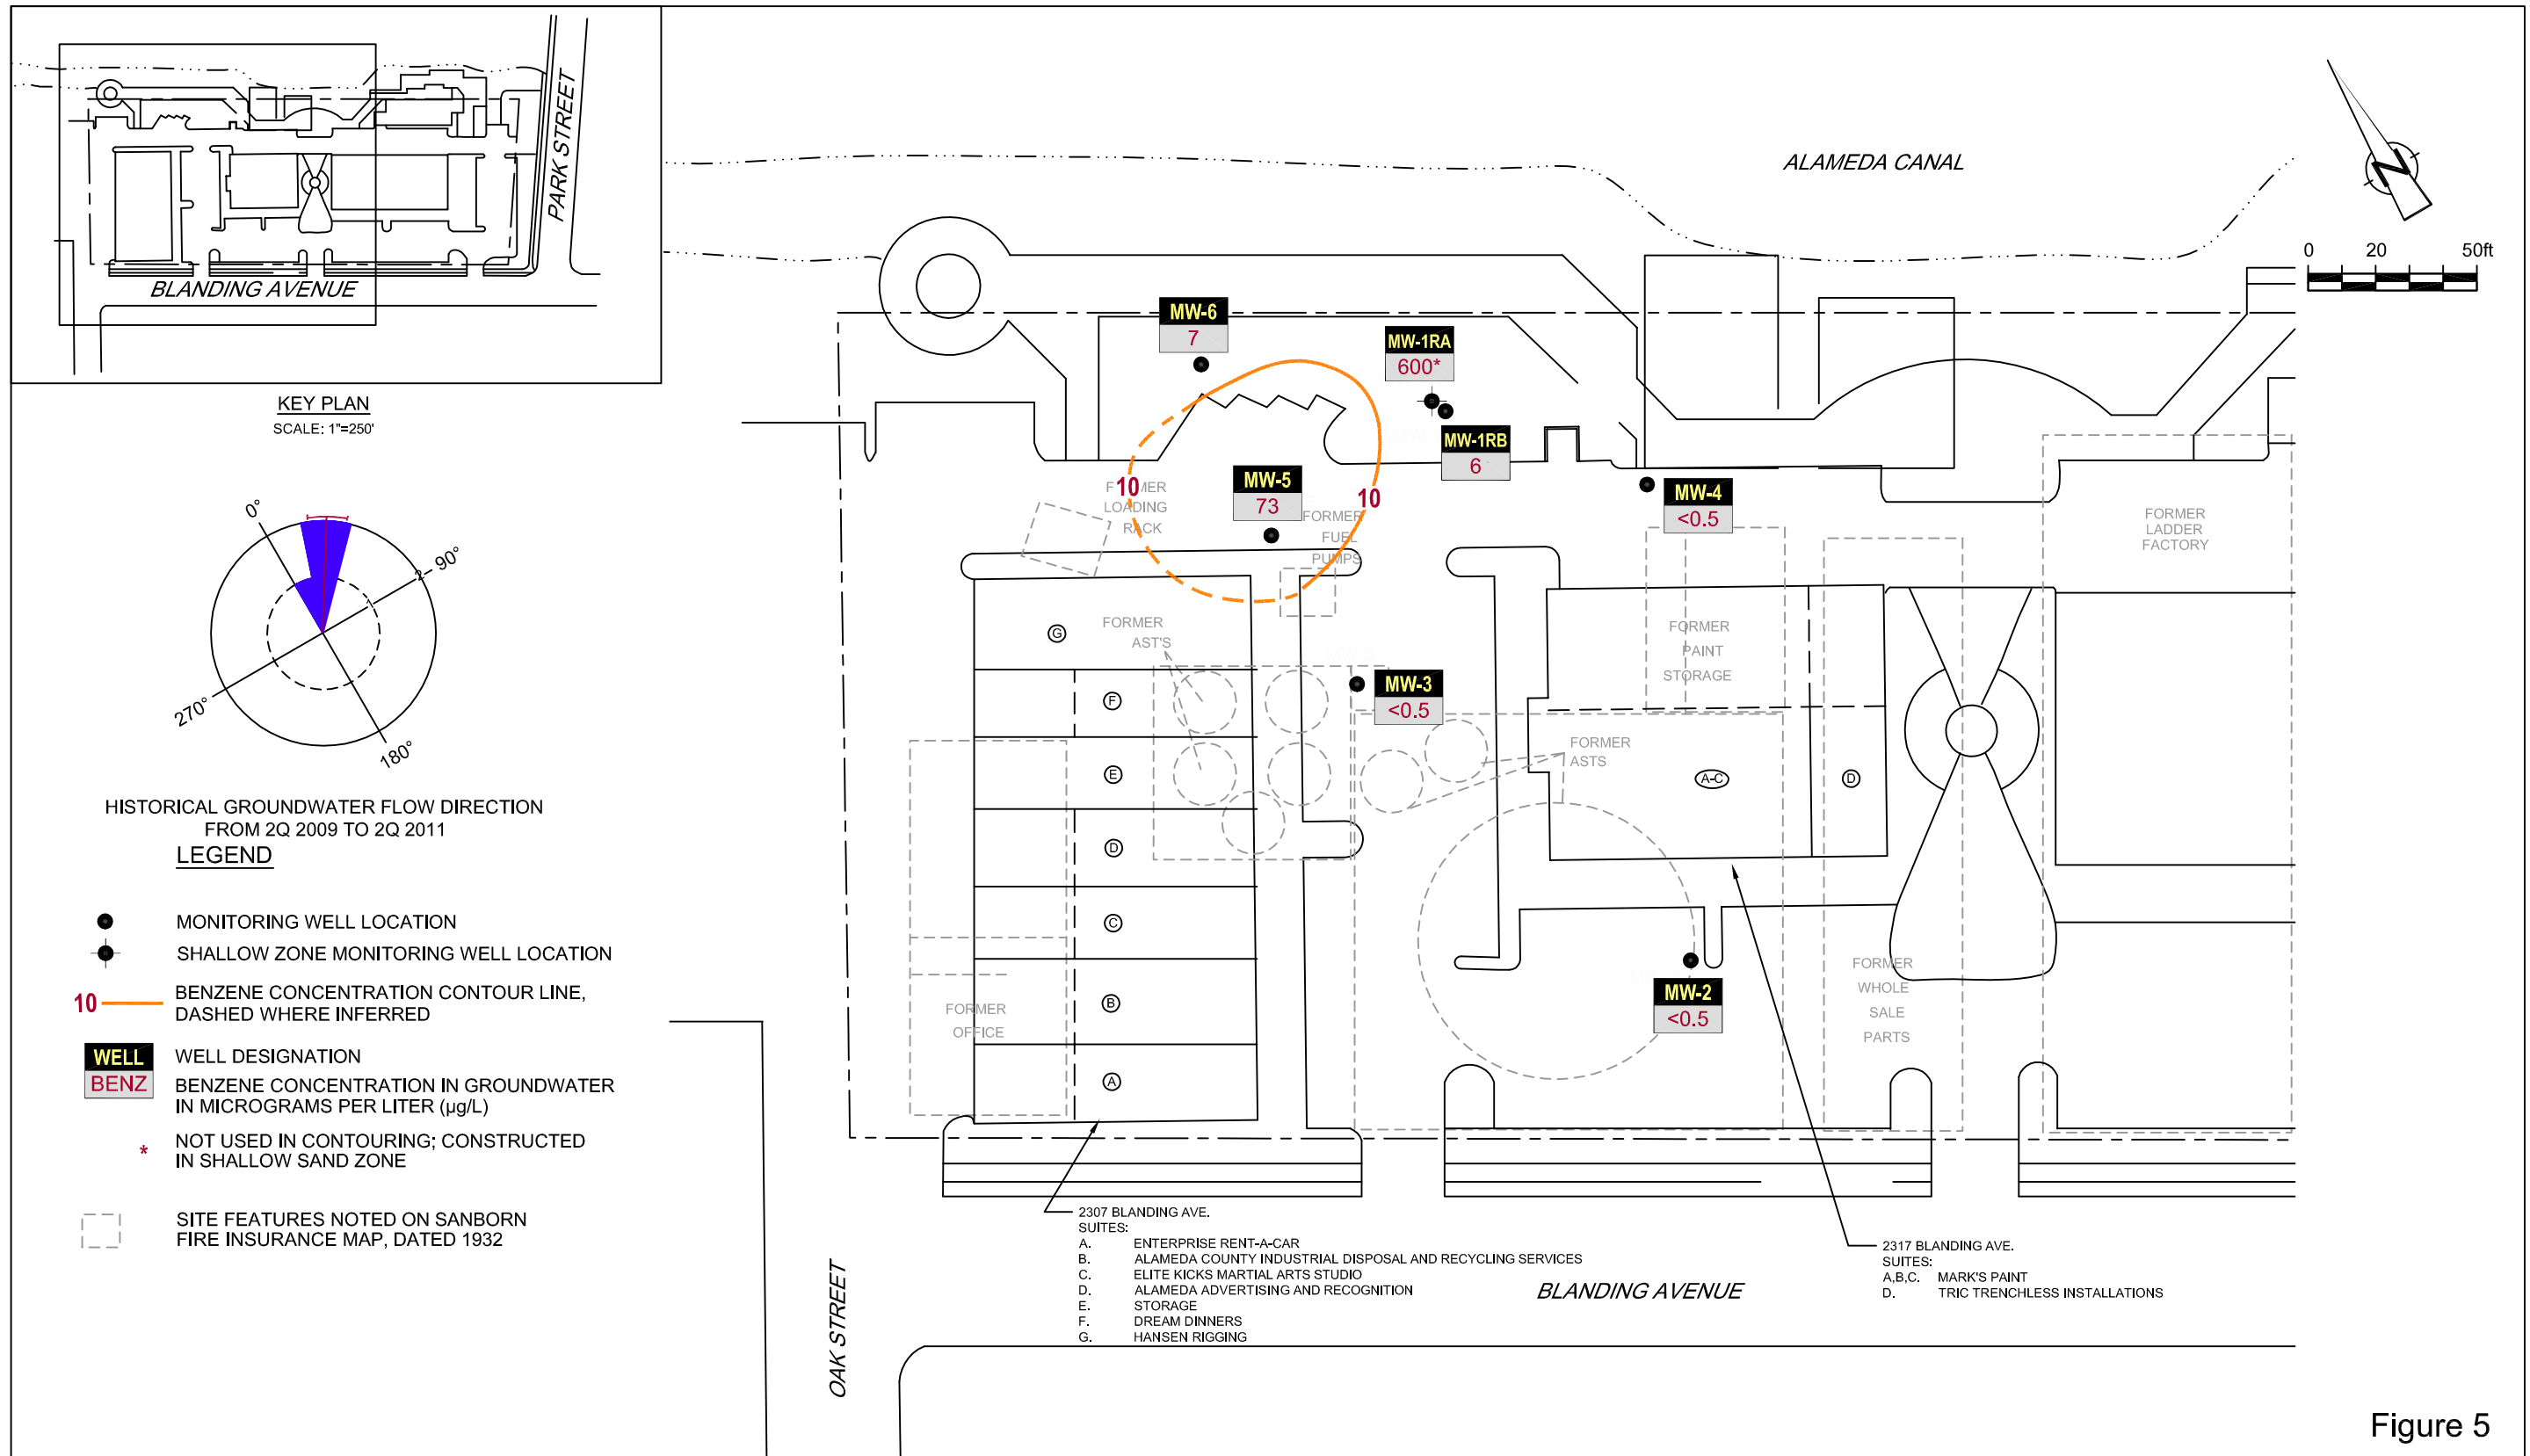 PARK STREET
BLANDING AVENUE
KEY PLAN
SCALE: 1"=250'
ALAMEDA CANAL
N
0 20 50ft
MW-6
7
MW-1RA
600*
MW-1RB
6
MW-5
73
MW-4
<0.5
10
10
FORMER
LOADING
RACK
FORMER
FUEL
PUMPS
FORMER
LADDER
FACTORY
0°
2
90°
270°
180°
HISTORICAL GROUNDWATER FLOW DIRECTION
FROM 2Q 2009 TO 2Q 2011
LEGEND
MONITORING WELL LOCATION
SHALLOW ZONE MONITORING WELL LOCATION
10 BENZENE CONCENTRATION CONTOUR LINE,
DASHED WHERE INFERRED
WELL WELL DESIGNATION
BENZ BENZENE CONCENTRATION IN GROUNDWATER
IN MICROGRAMS PER LITER (µg/L)
* NOT USED IN CONTOURING; CONSTRUCTED
IN SHALLOW SAND ZONE
SITE FEATURES NOTED ON SANBORN
FIRE INSURANCE MAP, DATED 1932
FORMER
AST'S
G
F
E
D
C
B
A
MW-3
<0.5
FORMER
PAINT
STORAGE
FORMER
ASTS
A-C
D
MW-2
<0.5
FORMER
WHOLE
SALE
PARTS
FORMER
OFFICE
2307 BLANDING AVE.
SUITES:
A. ENTERPRISE RENT-A-CAR
B. ALAMEDA COUNTY INDUSTRIAL DISPOSAL AND RECYCLING SERVICES
C. ELITE KICKS MARTIAL ARTS STUDIO
D. ALAMEDA ADVERTISING AND RECOGNITION
E. STORAGE
F. DREAM DINNERS
G. HANSEN RIGGING
BLANDING AVENUE
2317 BLANDING AVE.
SUITES:
A,B,C. MARK'S PAINT
D. TRIC TRENCHLESS INSTALLATIONS
OAK STREET
Figure 5